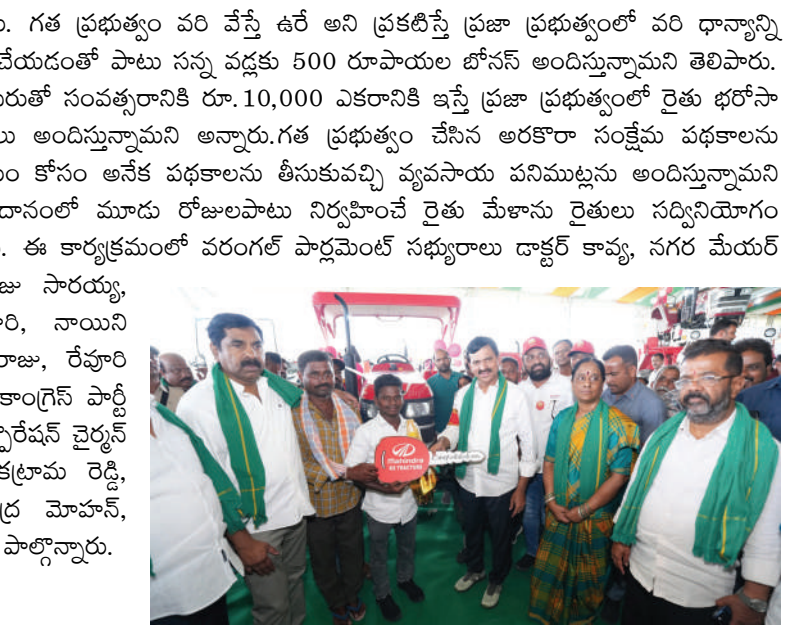 గత ప్రభుత్వం వరి వేస్తే ఉరే అని ప్రకటిస్తే ప్రజా ప్రభుత్వంలో వరి ధాన్యాన్ని
చేయడంతో పాటు సన్న వడ్లకు 500 రూపాయల బోనస్ అందిస్తున్నామని తెలిపారు.
రుతో సంవత్సరానికి రూ.10,000 ఎకరానికి ఇస్తే ప్రజా ప్రభుత్వంలో రైతు భరోసా
లు అందిస్తున్నామని అన్నారు.గత ప్రభుత్వం చేసిన అరకొరా సంక్షేమ పథకాలను
ం కోసం అనేక పథకాలను తీసుకువచ్చి వ్యవసాయ పనిముట్లను అందిస్తున్నామని
దానంలో మూడు రోజులపాటు నిర్వహించే రైతు మేళాను రైతులు సద్వినియోగం
. ఈ కార్యక్రమంలో వరంగల్ పార్లమెంట్ సభ్యురాలు డాక్టర్ కావ్య, నగర మేయర్
జు సారయ్య,
రి, నాయిని
రాజు, రేవూరి
కాంగ్రెస్ పార్టీ
్పొరేషన్ చైర్మన్
కట్రామ రెడ్డి,
ద్ర మోహన్,
పాల్గొన్నారు.
Mahindra